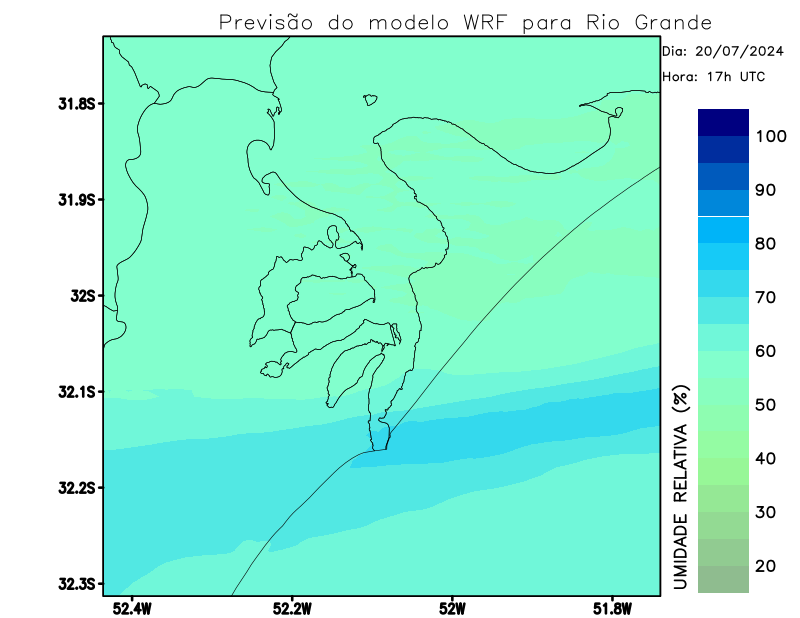 Previsão do modelo WRF para Rio Grande
Dia: 20/07/2024
Hora: 17h UTC
31.8S
31.9S
32S
32.1S
32.2S
32.3S
52.4W
52.2W
52W
51.8W
100
90
80
70
60
50
40
30
20
UMIDADE RELATIVA (%)